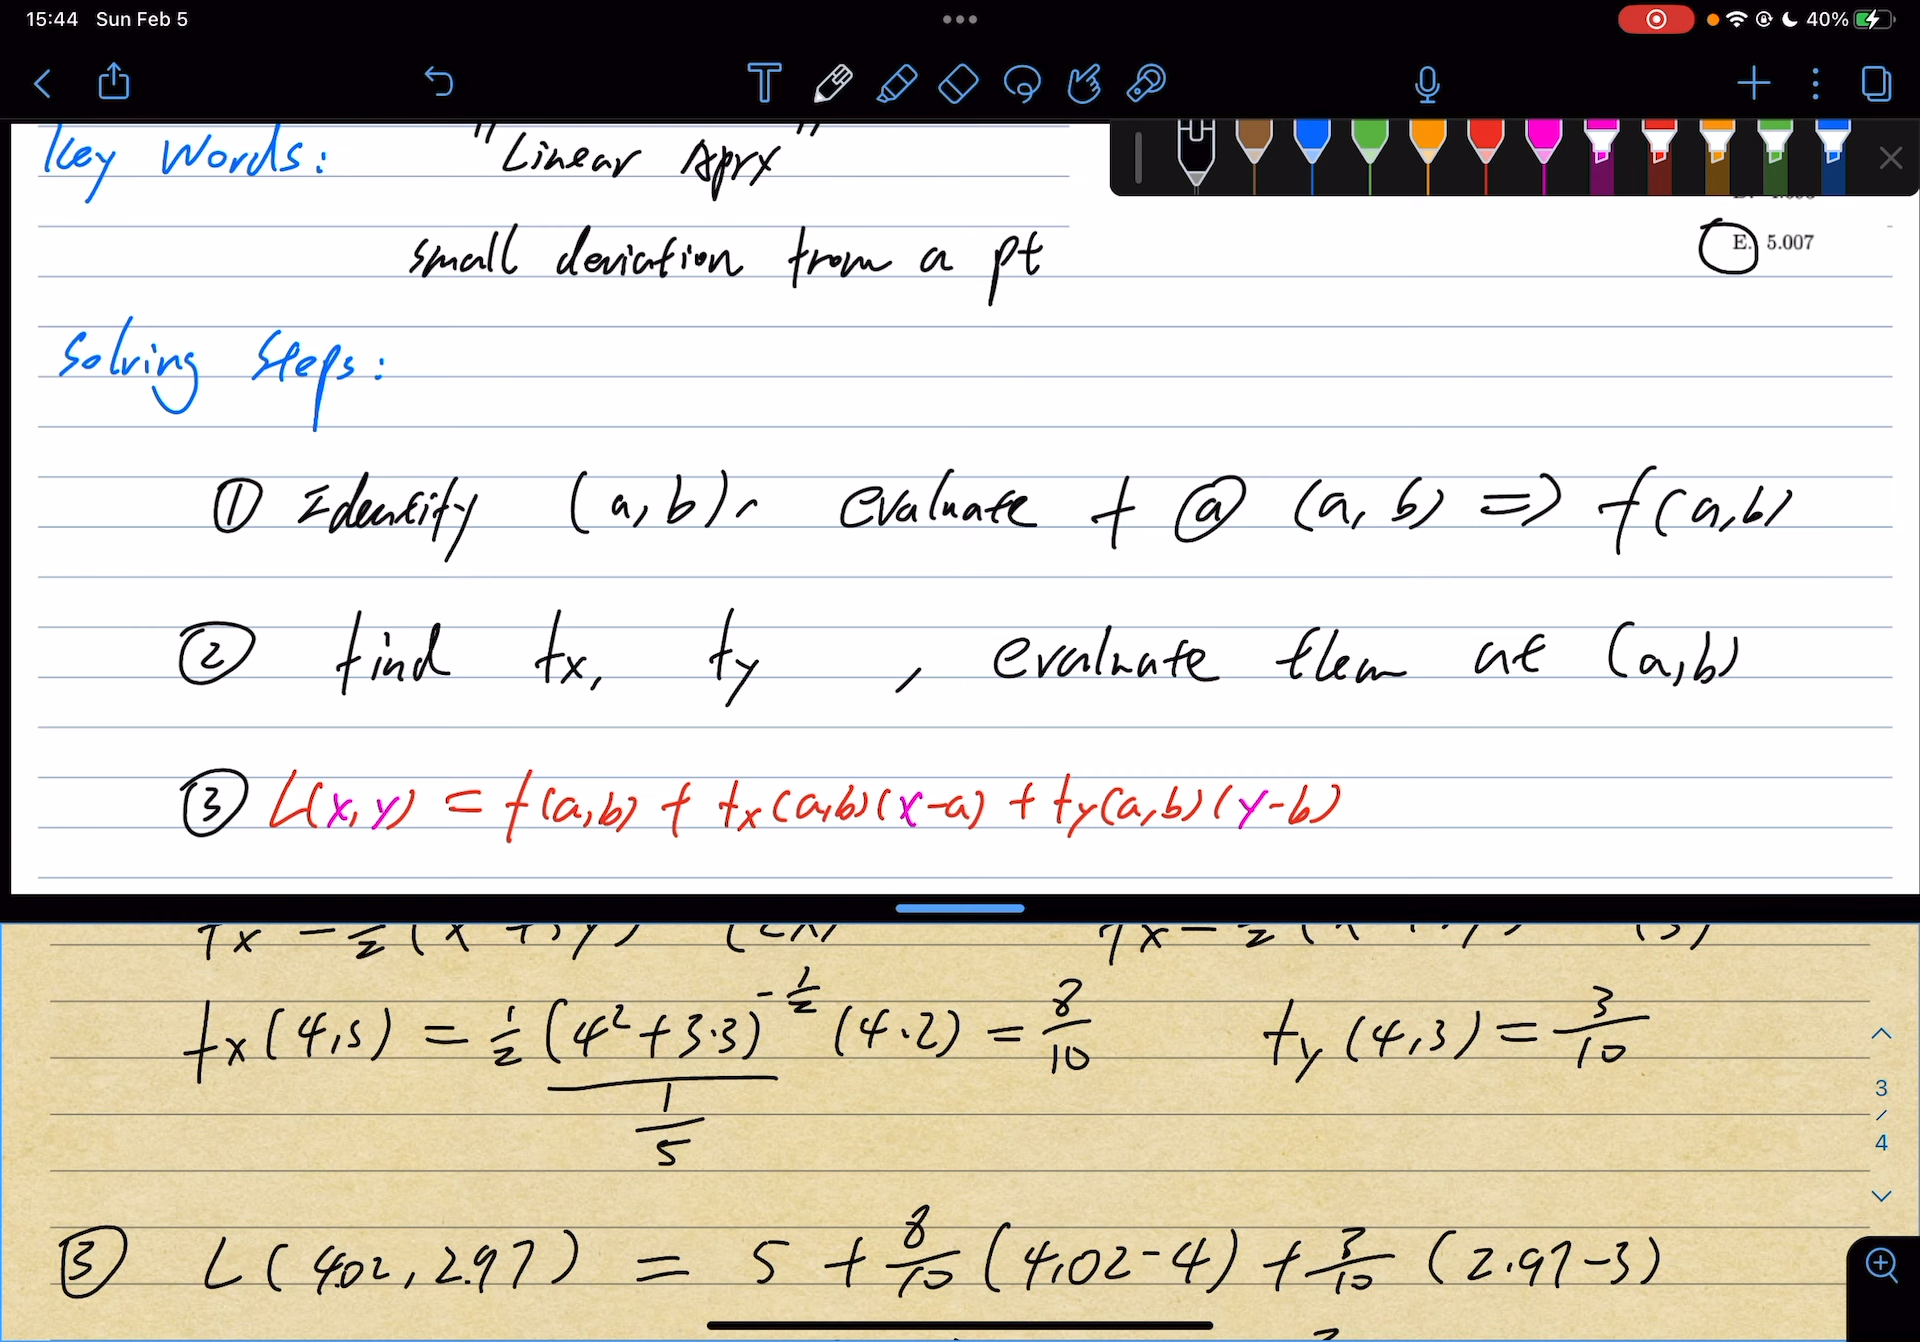 15:44 Sun Feb 5
40%
Key Words: "Linear Aprx"
small deviation from a pt
E. 5.007
Solving Steps:
① Identify (a,b), evaluate f @ (a,b) => f(a,b)
② find fx, fy , evaluate them at (a,b)
③ L(x,y) = f(a,b) + fx(a,b)(x-a) + fy(a,b)(y-b)
fx(4,3) = 1/2 (4² + 3·3)^(-1/2) (4·2) = 8/10 fy(4,3) = 3/10
1/5
3 / 4
③ L(4.02, 2.97) = 5 + 8/10 (4.02-4) + 3/10 (2.97-3)